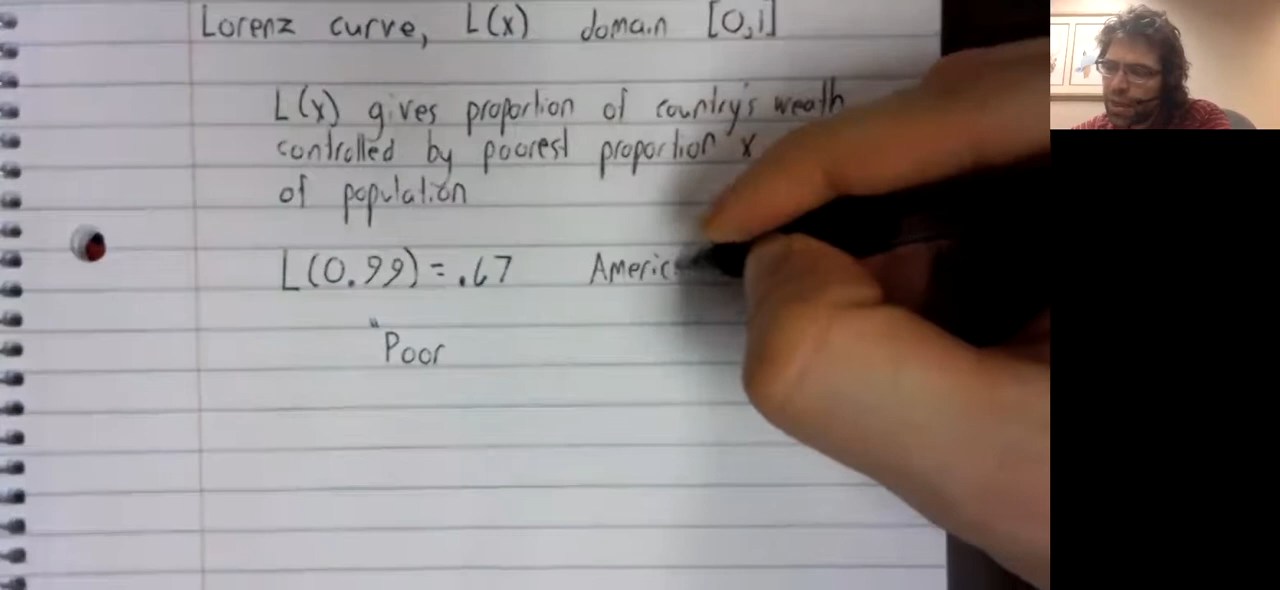 Lorenz curve, L(x) domain [0,1]
L(x) gives proportion of country's weath
controlled by poorest proportion x
of population
L(0.99) = .67 Americ
"Poor